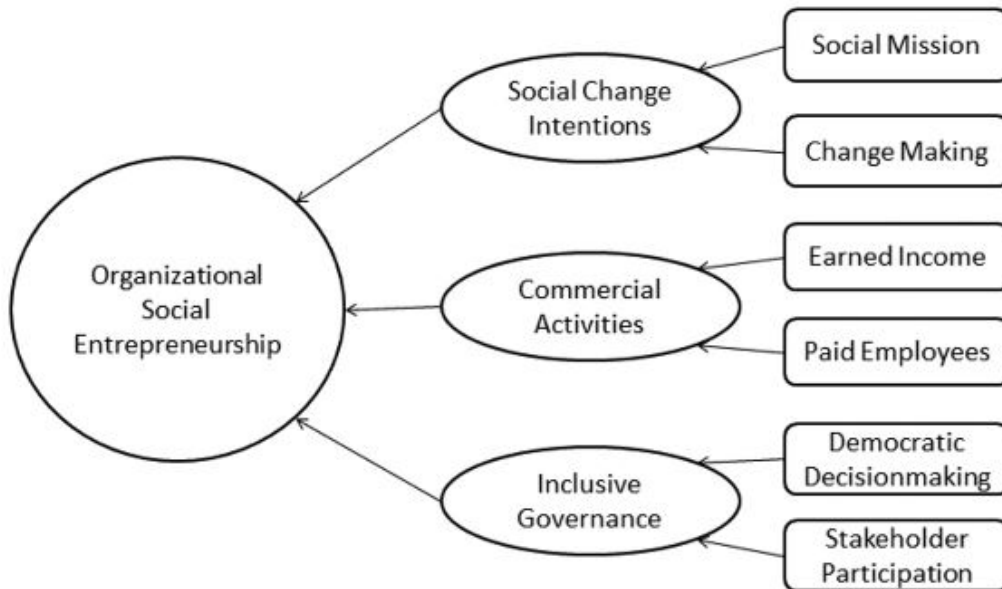 Organizational
Social
Entrepreneurship
Social Change
Intentions
Commercial
Activities
Inclusive
Governance
Social Mission
Change Making
Earned Income
Paid Employees
Democratic
Decisionmaking
Stakeholder
Participation